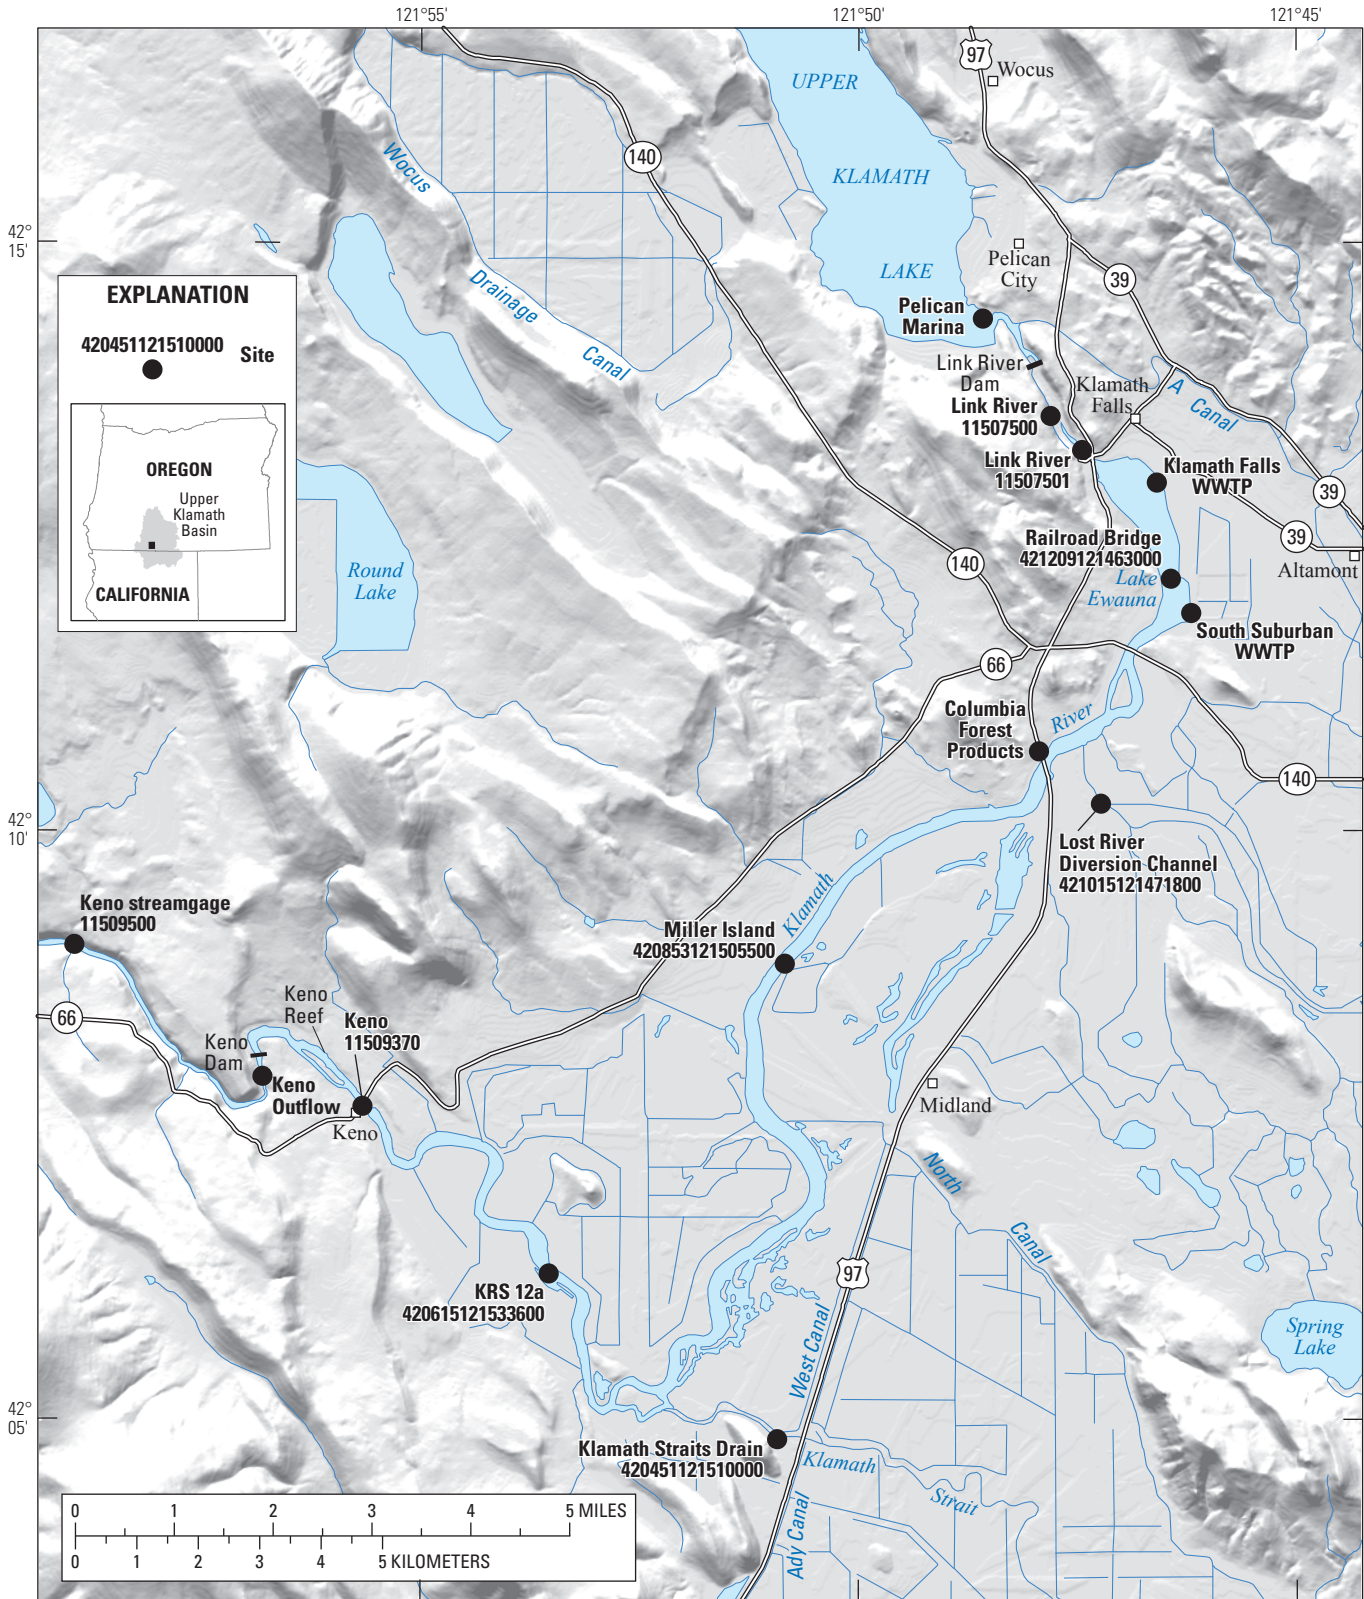 121°55'
121°50'
121°45'
97
Wocus
UPPER
KLAMATH
LAKE
140
Wocus
Drainage
Canal
42°
15'
Pelican
City
39
Pelican
Marina
EXPLANATION
420451121510000
Site
OREGON
Upper
Klamath
Basin
CALIFORNIA
Link River
Dam
Klamath
Falls
A Canal
Link River
11507500
Link River
11507501
Klamath Falls
WWTP
39
39
Altamont
Railroad Bridge
421209121463000
Lake
Ewauna
140
Round
Lake
South Suburban
WWTP
66
Columbia
Forest
Products
River
140
42°
10'
Lost River
Diversion Channel
421015121471800
Klamath
Keno streamgage
11509500
Miller Island
420853121505500
66
Keno
Reef
Keno
11509370
Keno
Dam
Keno
Outflow
Keno
Midland
North
Canal
97
KRS 12a
420615121533600
West Canal
Spring
Lake
42°
05'
Klamath Straits Drain
420451121510000
Klamath
Strait
Ady Canal
0 1 2 3 4 5 MILES
0 1 2 3 4 5 KILOMETERS